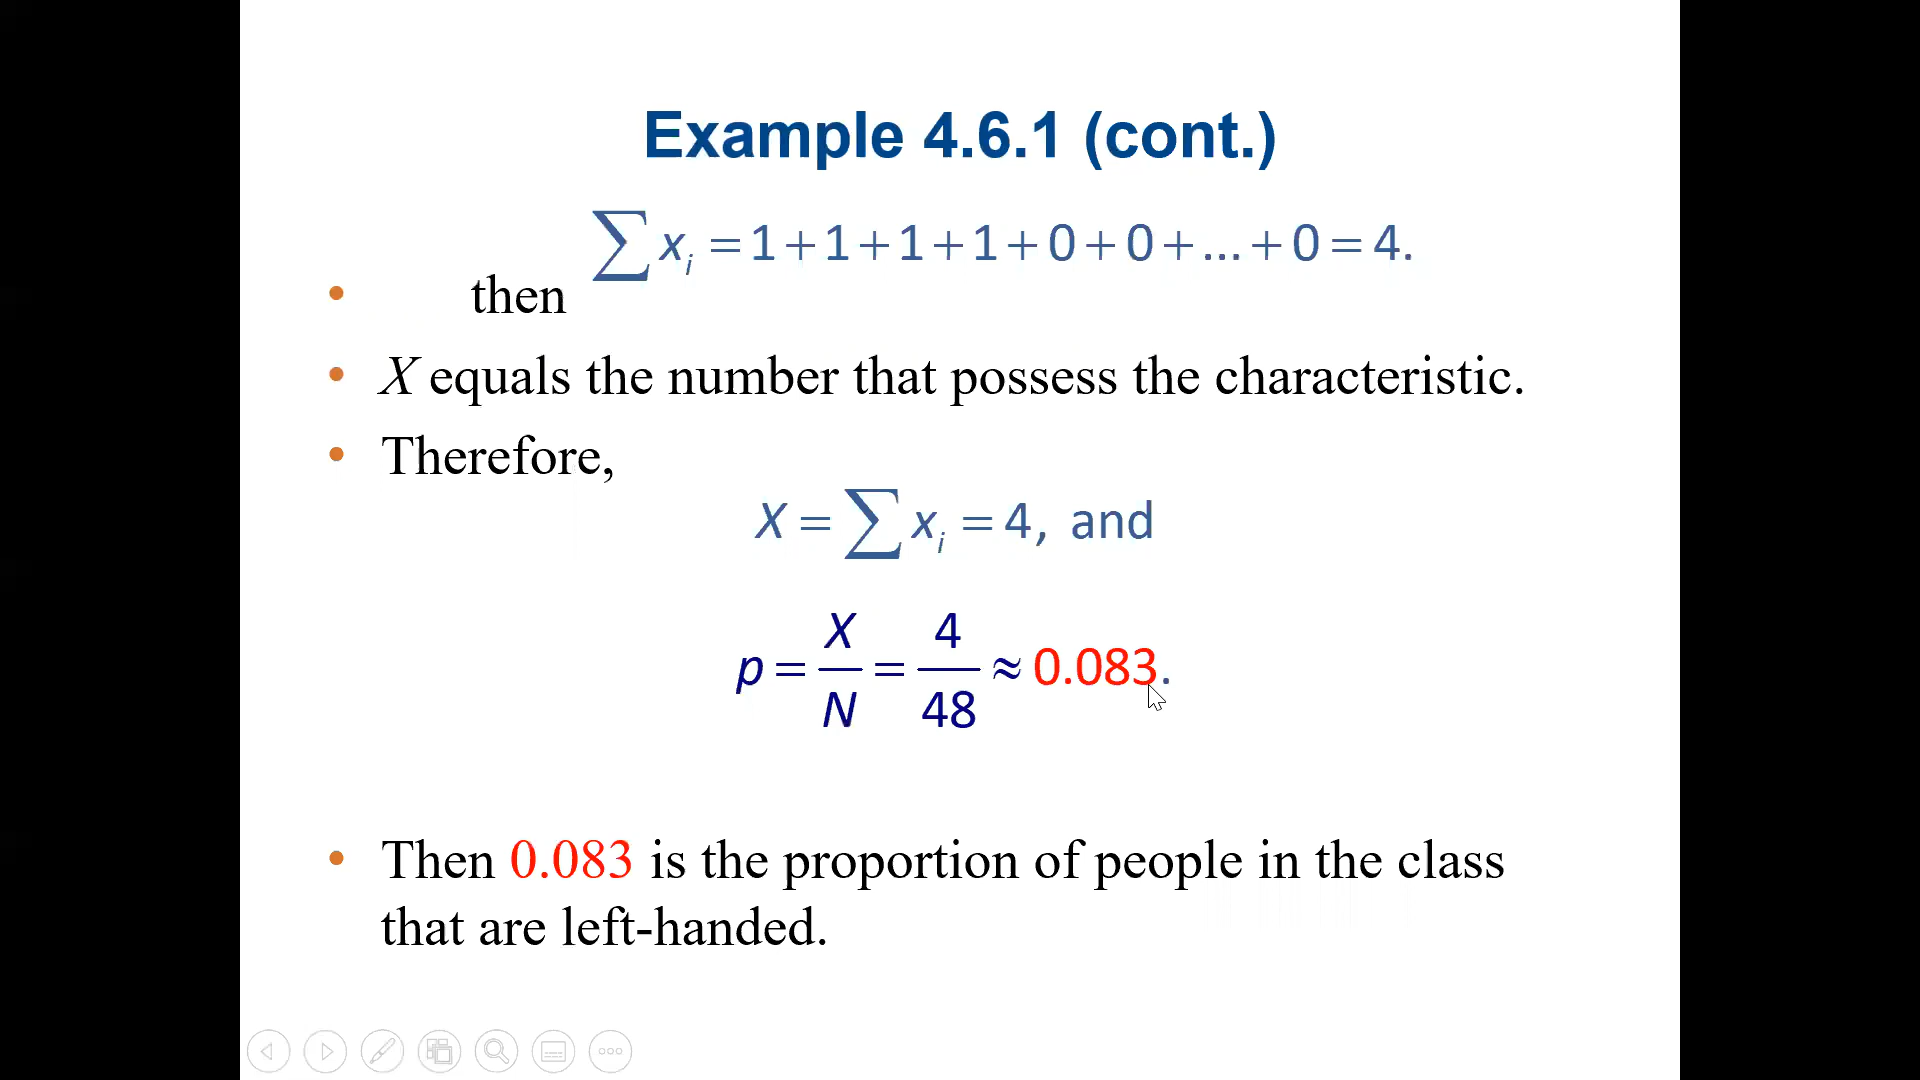 Example 4.6.1 (cont.)
∑ xᵢ = 1 + 1 + 1 + 1 + 0 + 0 + ... + 0 = 4.
• then
• X equals the number that possess the characteristic.
• Therefore,
X = ∑ xᵢ = 4, and
p = X/N = 4/48 ≈ 0.083.
• Then 0.083 is the proportion of people in the class
that are left-handed.